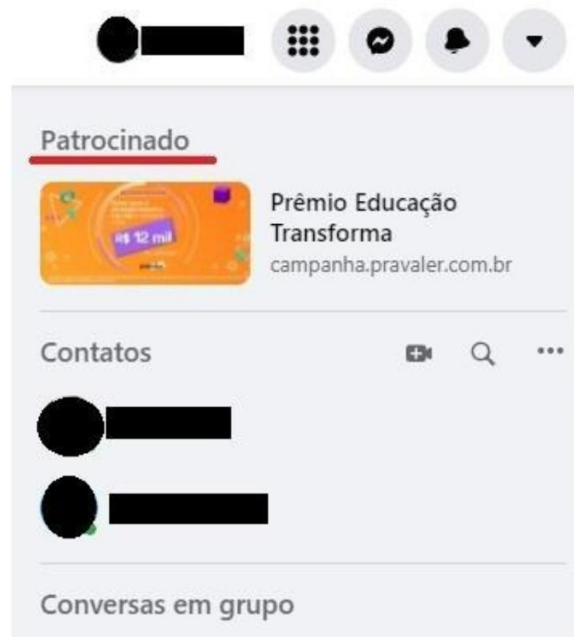 Patrocinado
R$ 12 mil
Prêmio Educação
Transforma
campanha.pravaler.com.br
Contatos
Conversas em grupo